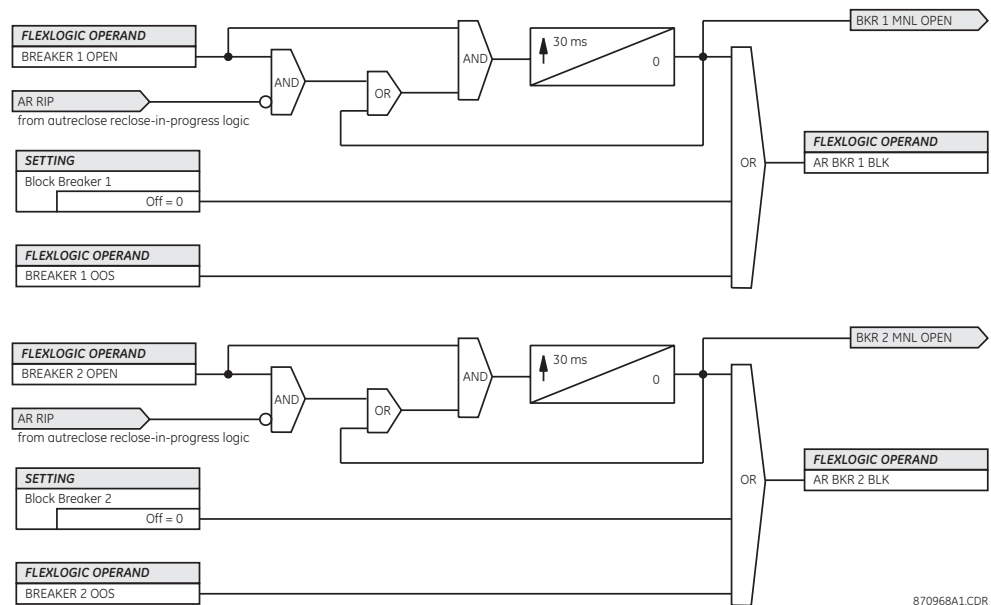 BKR 1 MNL OPEN
FLEXLOGIC OPERAND
BREAKER 1 OPEN
30 ms
0
AND
AND
OR
AR RIP
from autreclose reclose-in-progress logic
FLEXLOGIC OPERAND
AR BKR 1 BLK
OR
SETTING
Block Breaker 1
Off = 0
FLEXLOGIC OPERAND
BREAKER 1 OOS
BKR 2 MNL OPEN
FLEXLOGIC OPERAND
BREAKER 2 OPEN
30 ms
0
AND
AND
OR
AR RIP
from autreclose reclose-in-progress logic
FLEXLOGIC OPERAND
AR BKR 2 BLK
OR
SETTING
Block Breaker 2
Off = 0
FLEXLOGIC OPERAND
BREAKER 2 OOS
870968A1.CDR